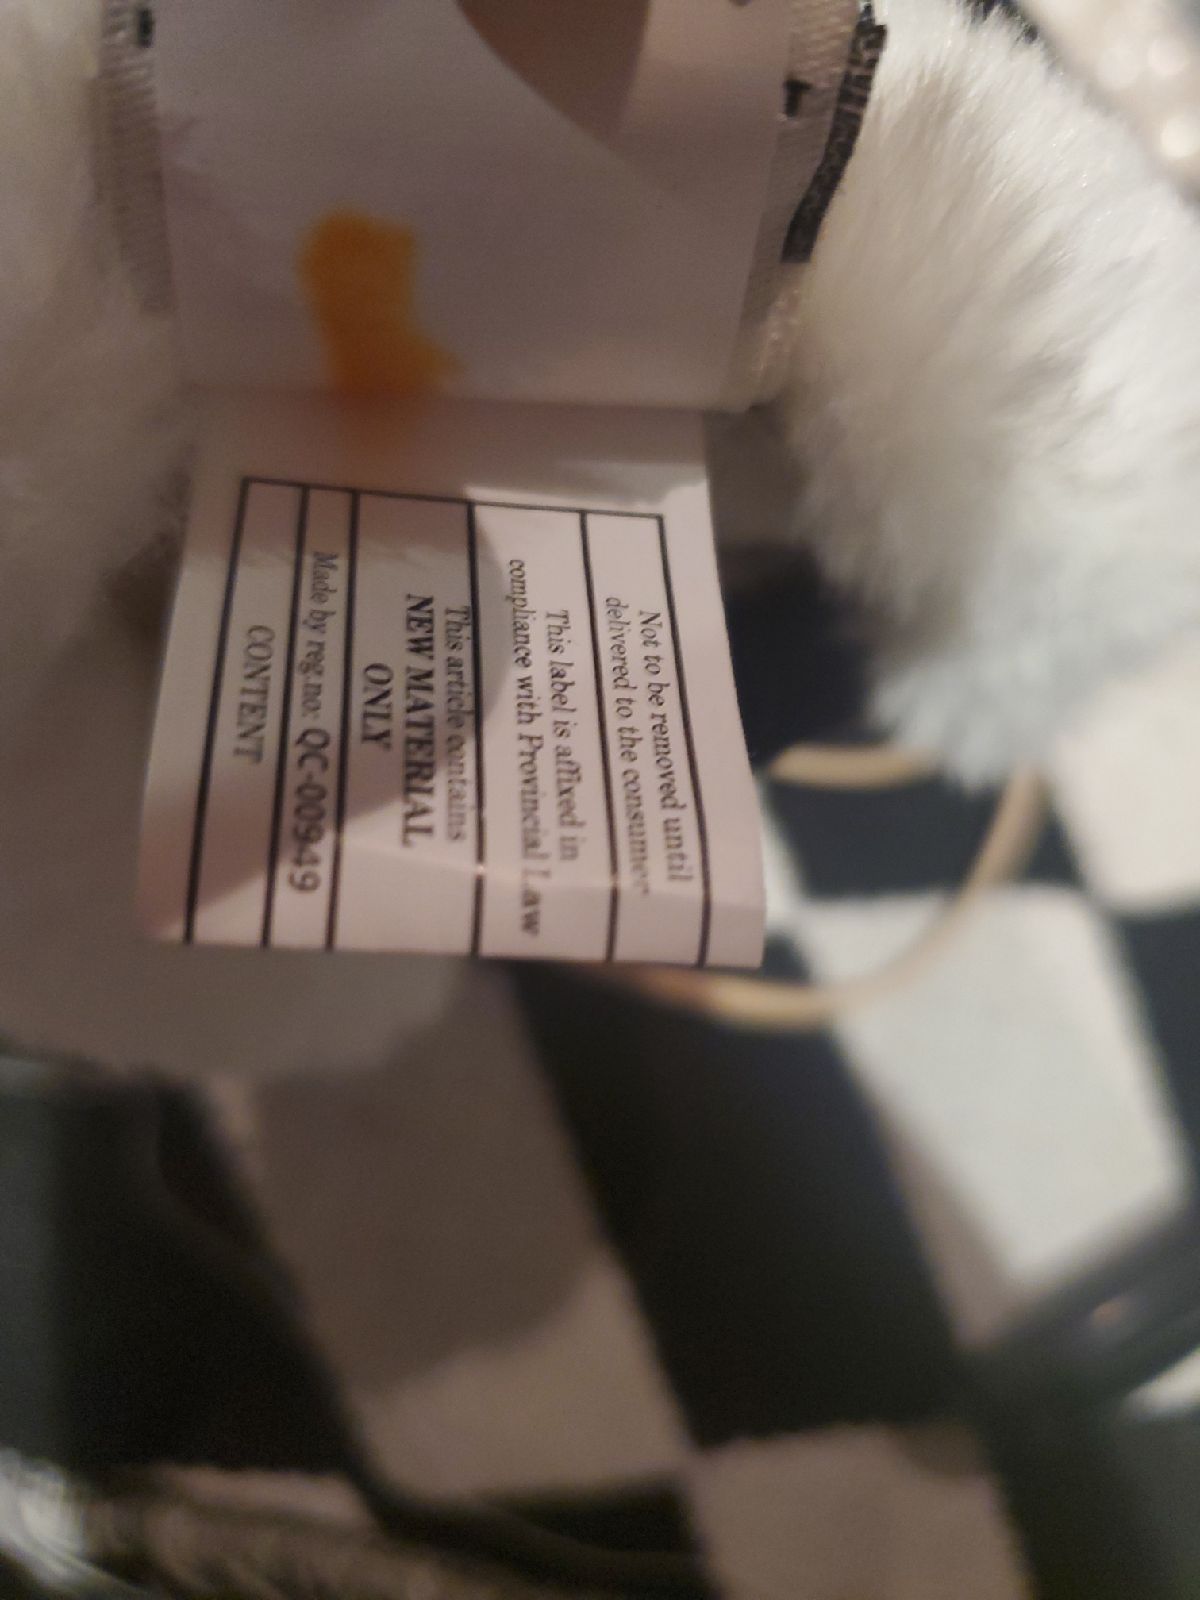 Not to be removed until
delivered to the consumer
This label is affixed in
compliance with Provincial Law
This article contains
NEW MATERIAL
ONLY
Made by reg.no: QC-00949
CONTENT